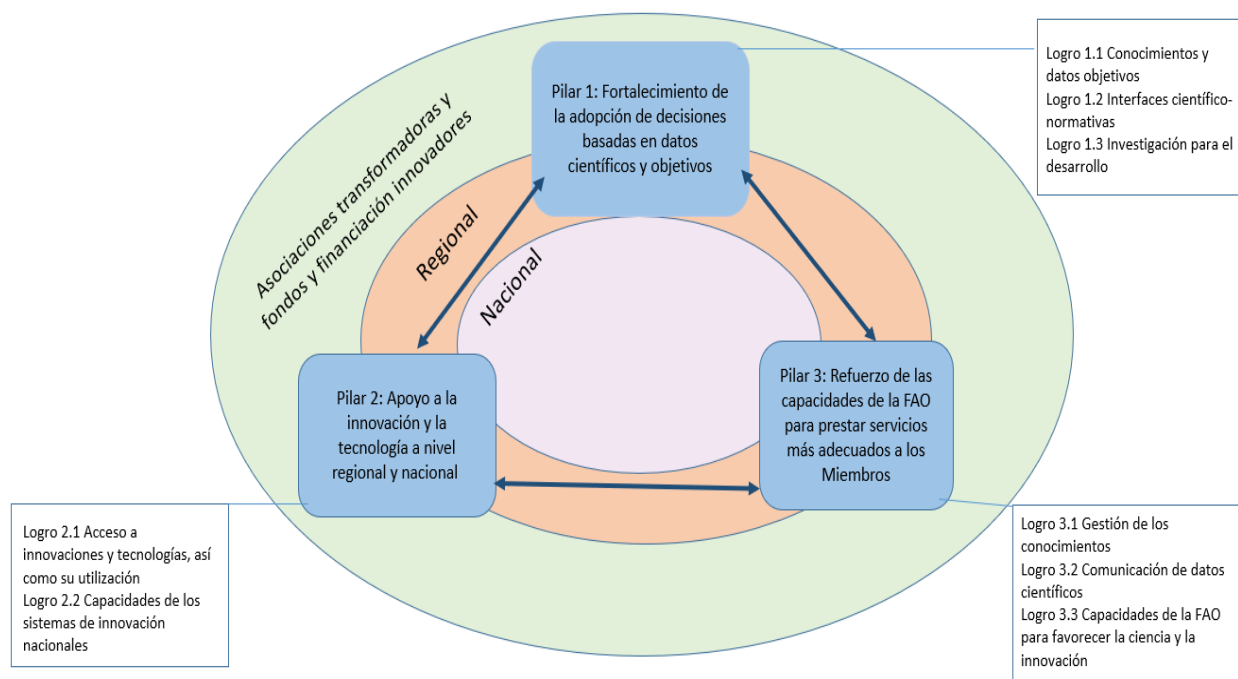 Pilar 1: Fortalecimiento de
la adopción de decisiones
basadas en datos
científicos y objetivos
Logro 1.1 Conocimientos y
datos objetivos
Logro 1.2 Interfaces científico-
normativas
Logro 1.3 Investigación para el
desarrollo
Asociaciones transformadoras y
fondos y financiación innovadores
Regional
Nacional
Pilar 2: Apoyo a la
innovación y la
tecnología a nivel
regional y nacional
Pilar 3: Refuerzo de las
capacidades de la FAO
para prestar servicios
más adecuados a los
Miembros
Logro 2.1 Acceso a
innovaciones y tecnologías, así
como su utilización
Logro 2.2 Capacidades de los
sistemas de innovación
nacionales
Logro 3.1 Gestión de los
conocimientos
Logro 3.2 Comunicación de datos
científicos
Logro 3.3 Capacidades de la FAO
para favorecer la ciencia y la
innovación